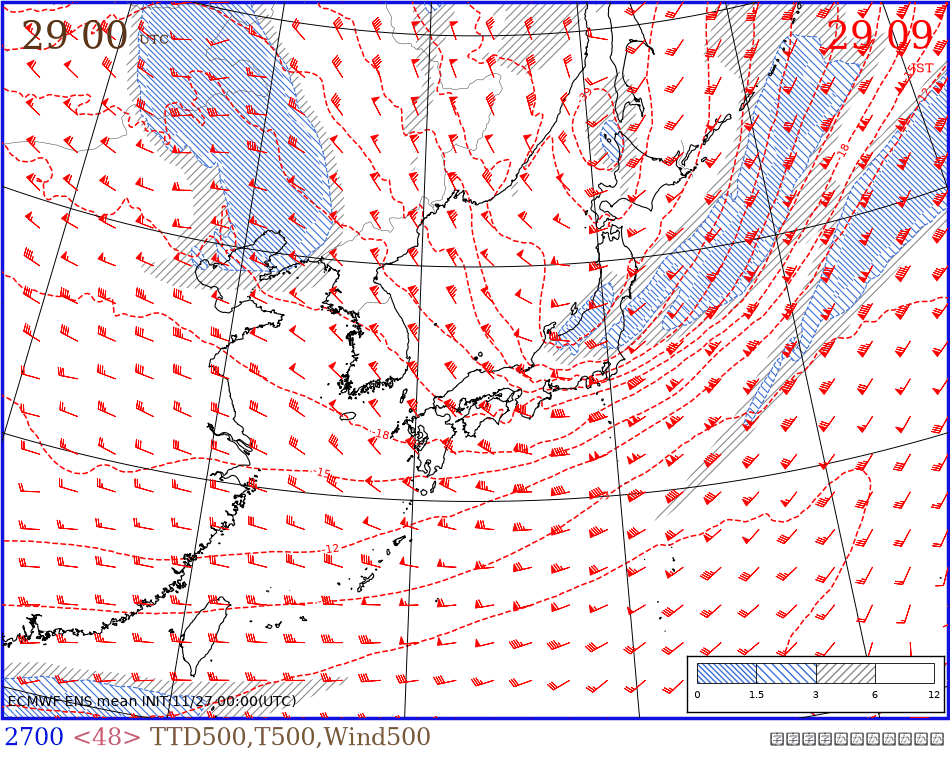 29 00 UTC
29 09
JST
-18
-18
-15
-12
ECMWF ENS mean INIT:11/27 00:00(UTC)
0 1.5 3 6 12
2700 <48> TTD500,T500,Wind500